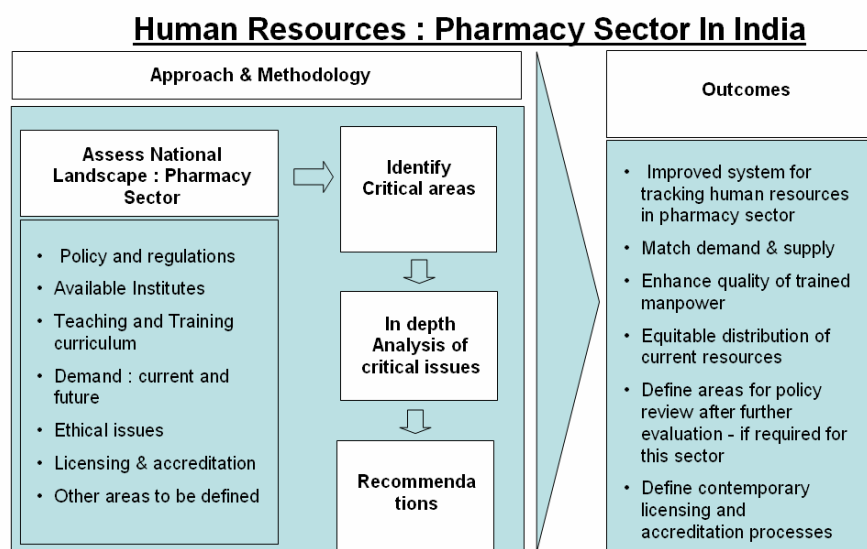 Human Resources : Pharmacy Sector In India
Approach & Methodology
Assess National
Landscape : Pharmacy
Sector
• Policy and regulations
• Available Institutes
• Teaching and Training
curriculum
• Demand : current and
future
• Ethical issues
• Licensing & accreditation
• Other areas to be defined
Identify
Critical areas
In depth
Analysis of
critical issues
Recommenda
tions
Outcomes
• Improved system for
tracking human resources
in pharmacy sector
• Match demand & supply
• Enhance quality of trained
manpower
• Equitable distribution of
current resources
• Define areas for policy
review after further
evaluation - if required for
this sector
• Define contemporary
licensing and
accreditation processes